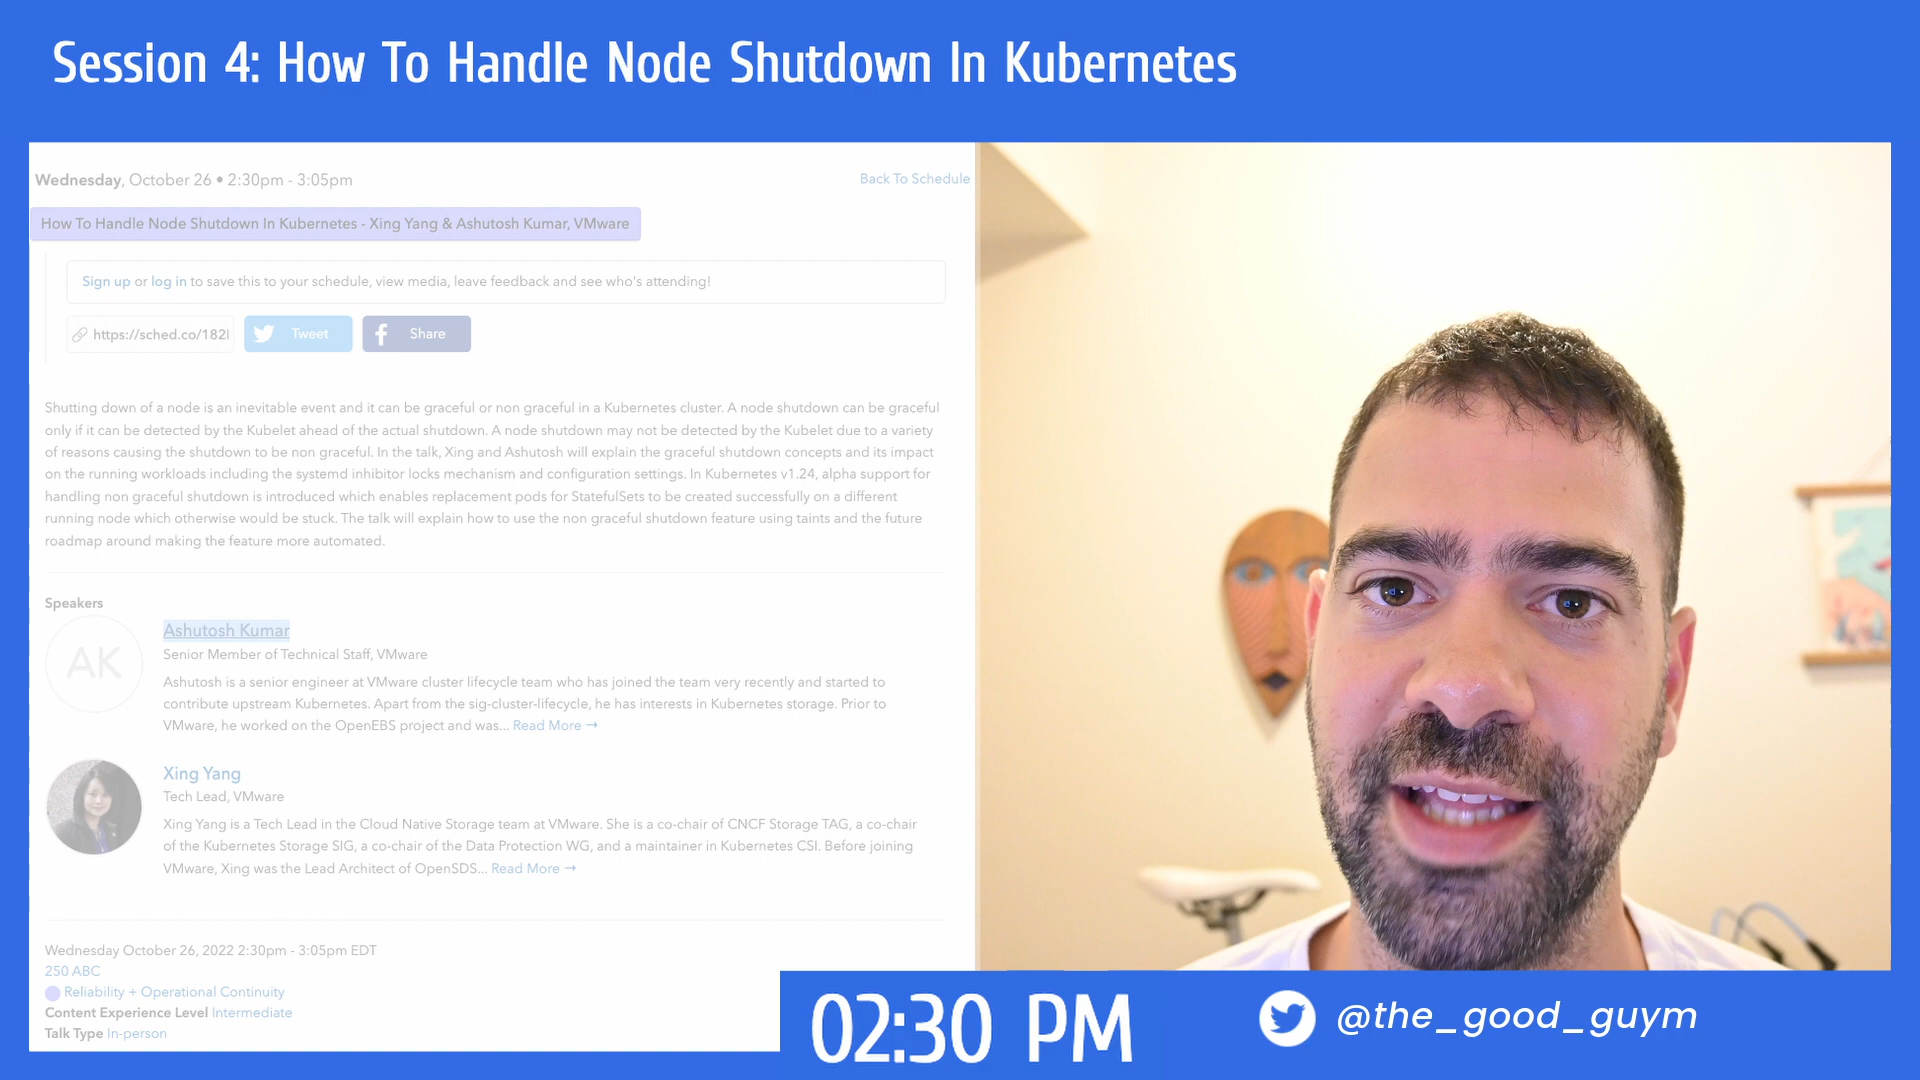 Session 4: How To Handle Node Shutdown In Kubernetes
Wednesday, October 26 • 2:30pm - 3:05pm
Back To Schedule
How To Handle Node Shutdown In Kubernetes - Xing Yang & Ashutosh Kumar, VMware
Sign up or log in to save this to your schedule, view media, leave feedback and see who's attending!
https://sched.co/182
Tweet
Share
Shutting down of a node is an inevitable event and it can be graceful or non graceful in a Kubernetes cluster. A node shutdown can be graceful
only if it can be detected by the Kubelet ahead of the actual shutdown. A node shutdown may not be detected by the Kubelet due to a variety
of reasons causing the shutdown to be non graceful. In the talk, Xing and Ashutosh will explain the graceful shutdown concepts and its impact
on the running workloads including the systemd inhibitor locks mechanism and configuration settings. In Kubernetes v1.24, alpha support for
handling non graceful shutdown is introduced which enables replacement pods for StatefulSets to be created successfully on a different
running node which otherwise would be stuck. The talk will explain how to use the non graceful shutdown feature using taints and the future
roadmap around making the feature more automated.
Speakers
AK
Ashutosh Kumar
Senior Member of Technical Staff, VMware
Ashutosh is a senior engineer at VMware cluster lifecycle team who has joined the team very recently and started to
contribute upstream Kubernetes. Apart from the sig-cluster-lifecycle, he has interests in Kubernetes storage. Prior to
VMware, he worked on the OpenEBS project and was... Read More →
Xing Yang
Tech Lead, VMware
Xing Yang is a Tech Lead in the Cloud Native Storage team at VMware. She is a co-chair of CNCF Storage TAG, a co-chair
of the Kubernetes Storage SIG, a co-chair of the Data Protection WG, and a maintainer in Kubernetes CSI. Before joining
VMware, Xing was the Lead Architect of OpenSDS... Read More →
Wednesday October 26, 2022 2:30pm - 3:05pm EDT
250 ABC
Reliability + Operational Continuity
Content Experience Level Intermediate
Talk Type In-person
02:30 PM
@the_good_guym